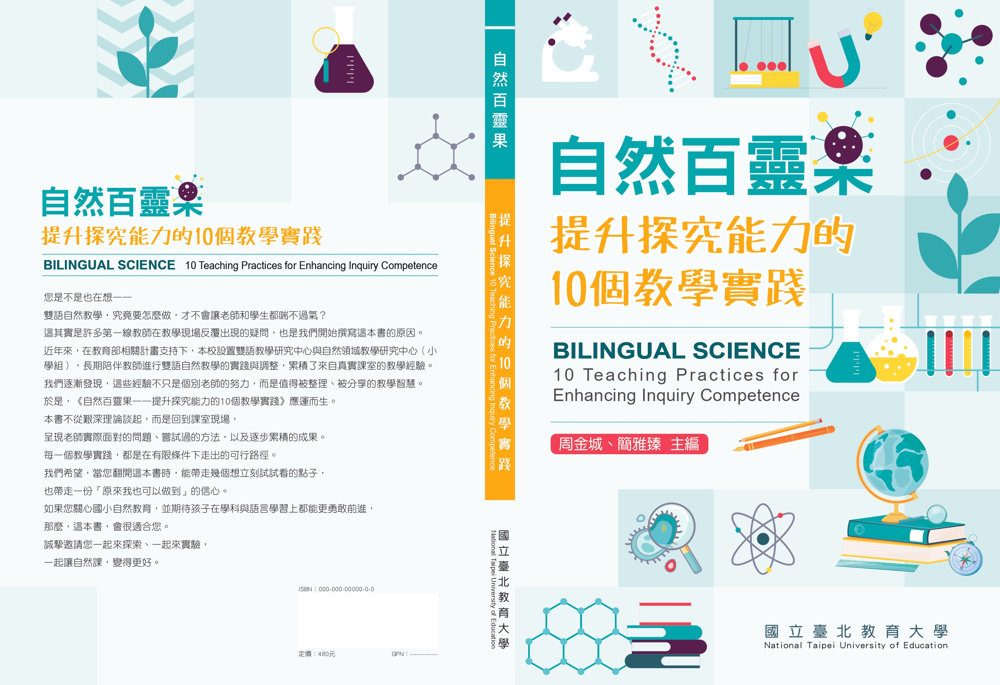 自然百靈果
提升探究能力的10個教學實踐
BILINGUAL SCIENCE 10 Teaching Practices for Enhancing Inquiry Competence
您是不是也在想——
雙語自然教學，究竟要怎麼做，才不會讓老師和學生都喘不過氣？
這其實是許多第一線教師在教學現場反覆出現的疑問，也是我們開始撰寫這本書的原因。
近年來，在教育部相關計畫支持下，本校設置雙語教學研究中心與自然領域教學研究中心（小
學組），長期陪伴教師進行雙語自然教學的實踐與調整，累積了來自真實課室的教學經驗。
我們逐漸發現，這些經驗不只是個別老師的努力，而是值得被整理、被分享的教學智慧。
於是，《自然百靈果——提升探究能力的10個教學實踐》應運而生。
本書不從艱深理論談起，而是回到課室現場，
呈現老師實際面對的問題、嘗試過的方法，以及逐步累積的成果。
每一個教學實踐，都是在有限條件下走出的可行路徑。
我們希望，當您翻開這本書時，能帶走幾個想立刻試試看的點子，
也帶走一份「原來我也可以做到」的信心。
如果您關心國小自然教育，並期待孩子在學科與語言學習上都能更勇敢前進，
那麼，這本書，會很適合您。
誠摯邀請您一起來探索、一起來實驗，
一起讓自然課，變得更好。
ISBN：000-000-00000-0-0
定價：480元
GPN：-------------
自然百靈果
提升探究能力的10個教學實踐
Bilingual Science 10 Teaching Practices for Enhancing Inquiry Competence
國立臺北教育大學
National Taipei University of Education
自然百靈果
提升探究能力的
10個教學實踐
BILINGUAL SCIENCE
10 Teaching Practices for
Enhancing Inquiry Competence
周金城、簡雅臻 主編
S
E
W
N
國立臺北教育大學
National Taipei University of Education